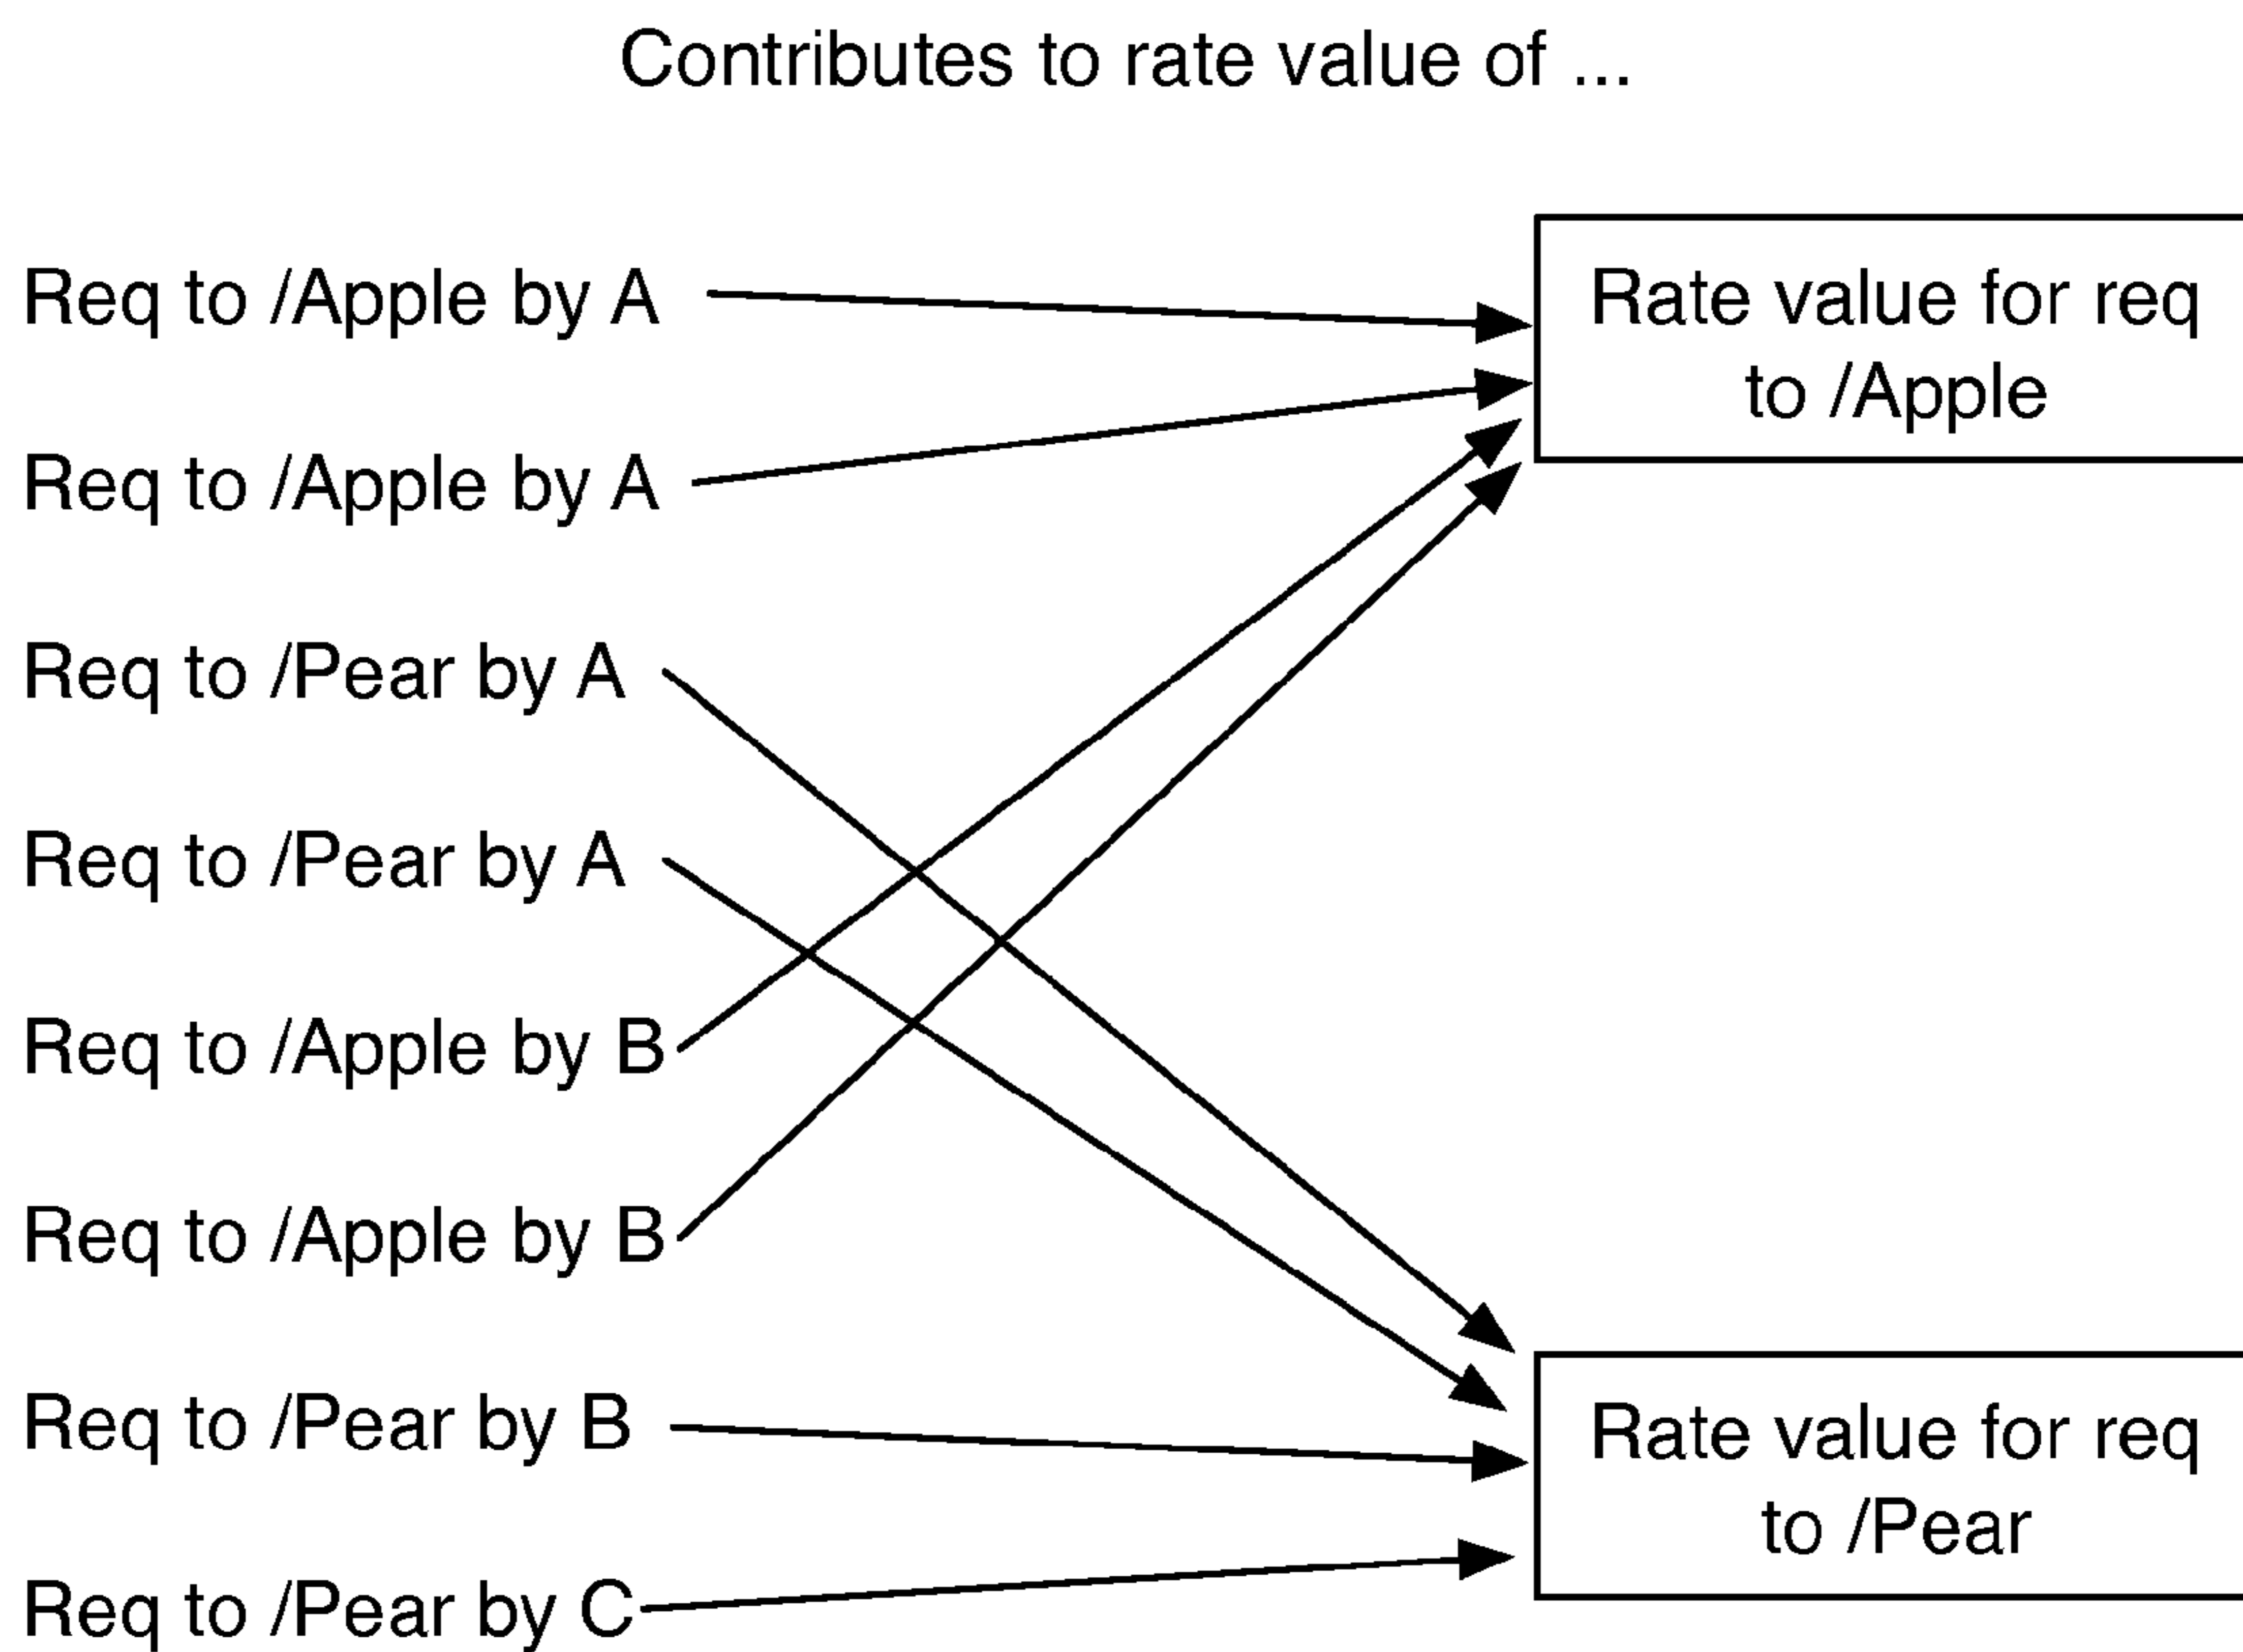 Contributes to rate value of ...
Req to /Apple by A
Rate value for req
to /Apple
Req to /Apple by A
Req to /Pear by A
Req to /Pear by A
Req to /Apple by B
Req to /Apple by B
Req to /Pear by B
Rate value for req
to /Pear
Req to /Pear by C